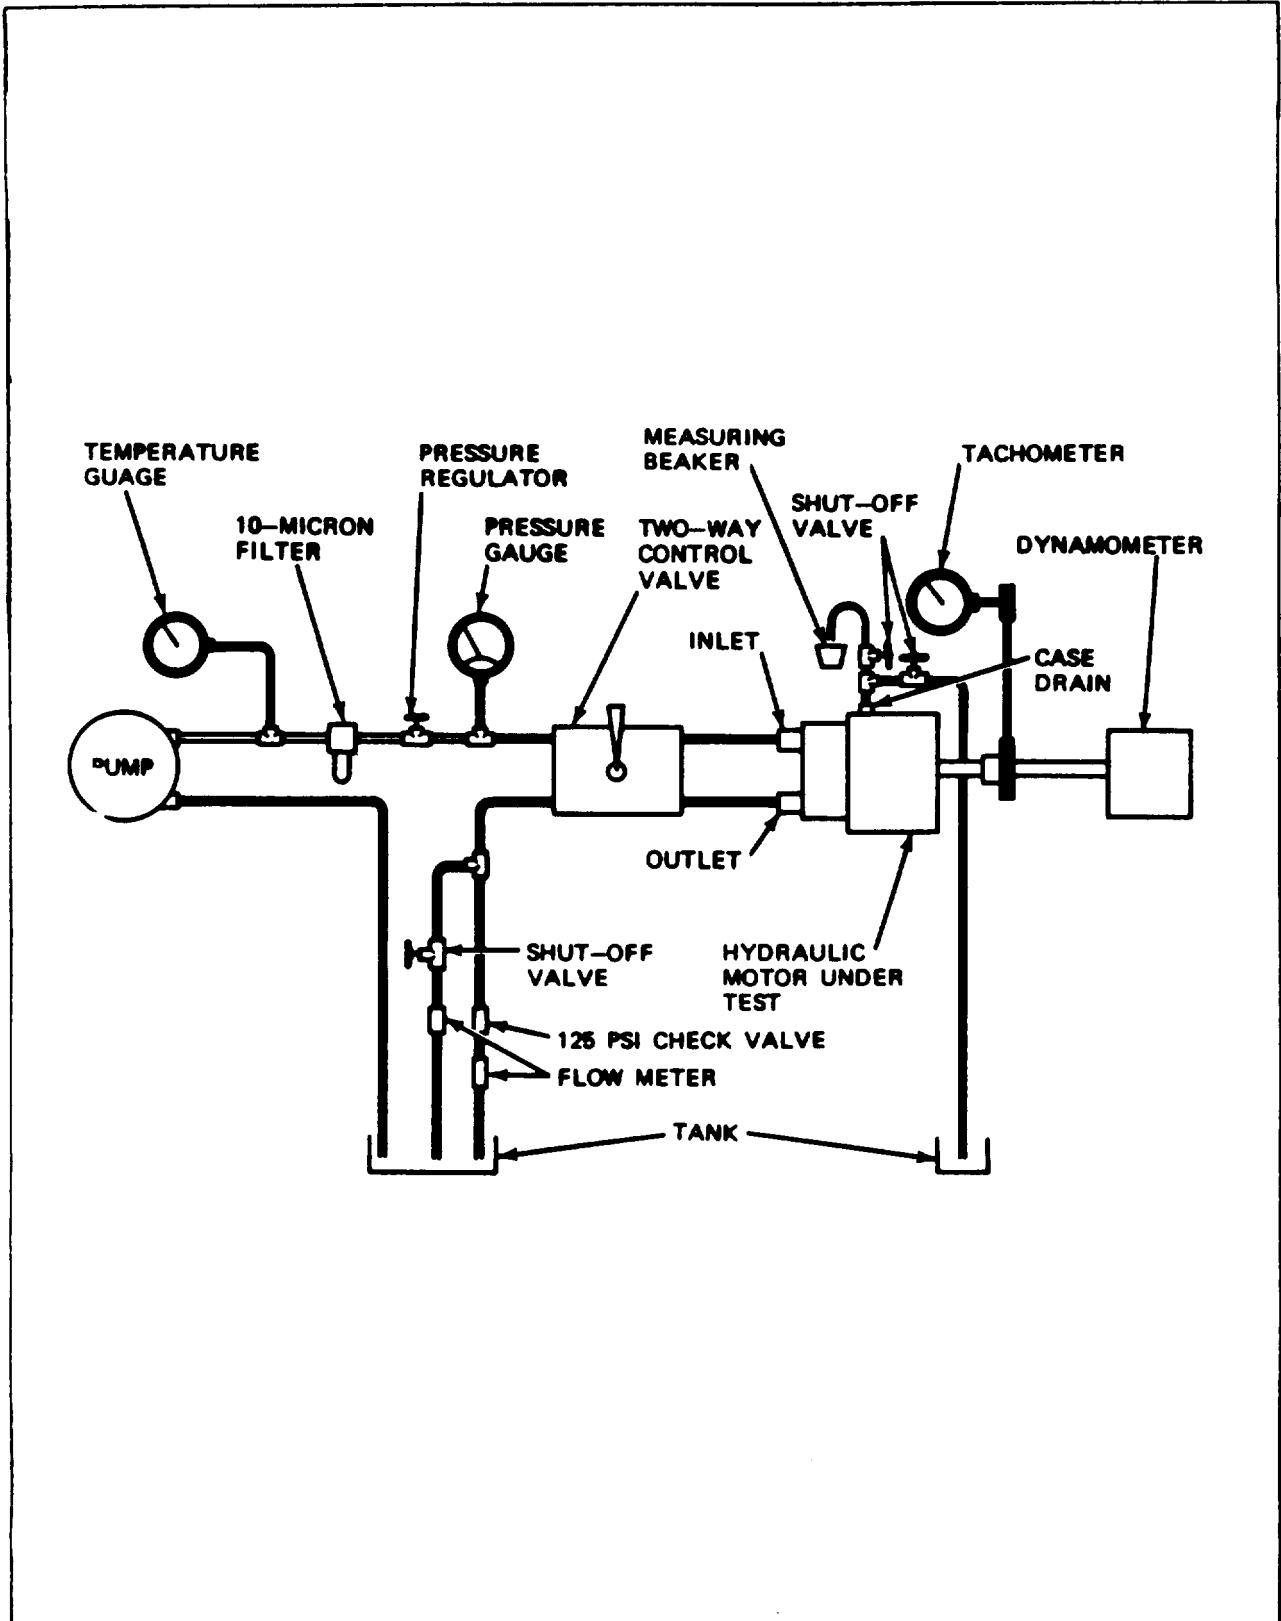 MEASURING
BEAKER
TEMPERATURE
GUAGE
PRESSURE
REGULATOR
TACHOMETER
SHUT-OFF
VALVE
10-MICRON
FILTER
PRESSURE
GAUGE
TWO-WAY
CONTROL
VALVE
DYNAMOMETER
INLET
CASE
DRAIN
PUMP
OUTLET
SHUT-OFF
VALVE
HYDRAULIC
MOTOR UNDER
TEST
125 PSI CHECK VALVE
FLOW METER
TANK